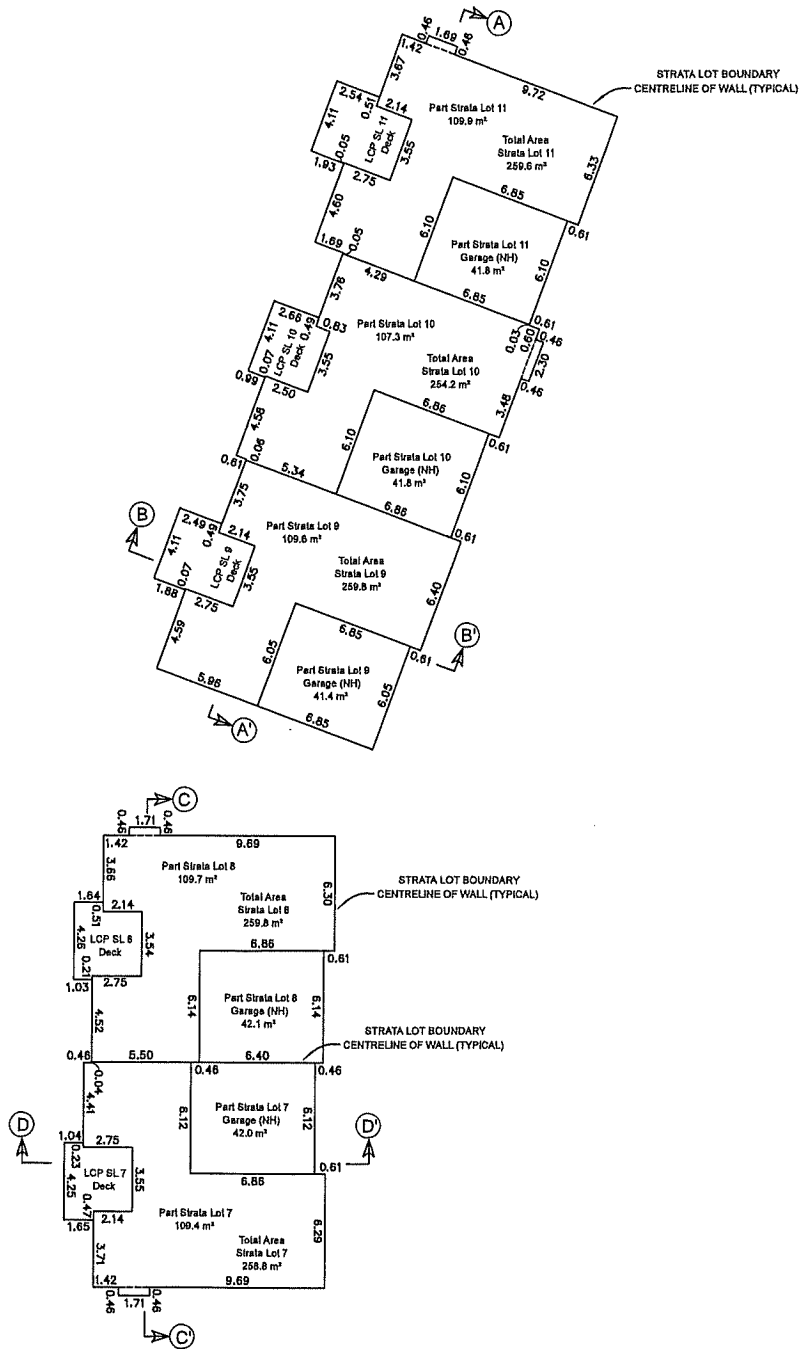 A
0.46
1.69
0.46
1.42
STRATA LOT BOUNDARY
CENTRELINE OF WALL (TYPICAL)
3.67
9.72
2.54
0.51
2.14
Part Strata Lot 11
109.9 m²
4.11
LCP SL 11
Deck
3.55
Total Area
Strata Lot 11
259.6 m²
0.05
1.93
2.75
6.33
6.85
4.60
6.10
Part Strata Lot 11
Garage (NH)
41.8 m²
0.61
1.69
0.05
6.10
4.29
3.76
6.85
0.61
2.66
0.49
0.83
Part Strata Lot 10
107.3 m²
0.03
0.60
0.46
2.30
4.11
LCP SL 10
Deck
3.55
Total Area
Strata Lot 10
254.2 m²
0.46
0.07
0.99
2.50
3.48
6.86
4.58
6.10
Part Strata Lot 10
Garage (NH)
41.8 m²
0.61
0.61
0.06
6.10
5.34
3.75
6.86
0.61
B
2.49
0.49
2.14
Part Strata Lot 9
109.6 m²
4.11
LCP SL 9
Deck
3.55
Total Area
Strata Lot 9
259.8 m²
0.07
1.88
2.75
6.40
6.85
B'
4.59
6.05
Part Strata Lot 9
Garage (NH)
41.4 m²
0.61
5.96
6.05
6.85
A'
C
0.46
1.71
0.46
1.42
9.69
3.66
Part Strata Lot 8
109.7 m²
STRATA LOT BOUNDARY
CENTRELINE OF WALL (TYPICAL)
1.64
0.51
2.14
Total Area
Strata Lot 8
259.8 m²
6.30
4.26
LCP SL 8
Deck
3.54
0.21
6.86
0.61
1.03
2.75
4.52
6.14
Part Strata Lot 8
Garage (NH)
42.1 m²
6.14
STRATA LOT BOUNDARY
CENTRELINE OF WALL (TYPICAL)
0.46
5.50
6.40
0.04
0.46
0.46
4.41
6.12
Part Strata Lot 7
Garage (NH)
42.0 m²
6.12
D
D'
1.04
2.75
0.23
4.25
LCP SL 7
Deck
3.55
0.61
6.86
0.47
1.65
2.14
Part Strata Lot 7
109.4 m²
3.71
Total Area
Strata Lot 7
258.8 m²
6.29
1.42
9.69
0.46
1.71
0.46
C'